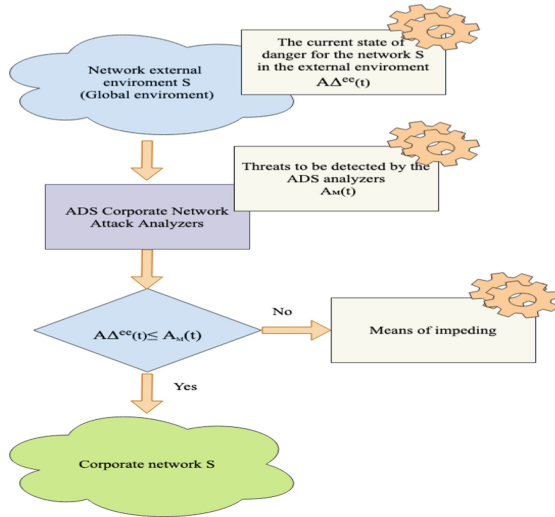 The current state of
danger for the network S
in the external enviroment
AΔᵉᵉ(t)
Network external
enviroment S
(Global enviroment)
Threats to be detected by the
ADS analyzers
Aᴍ(t)
ADS Corporate Network
Attack Analyzers
AΔᵉᵉ(t)≤ Aᴍ(t)
No
Means of impeding
Yes
Corporate network S